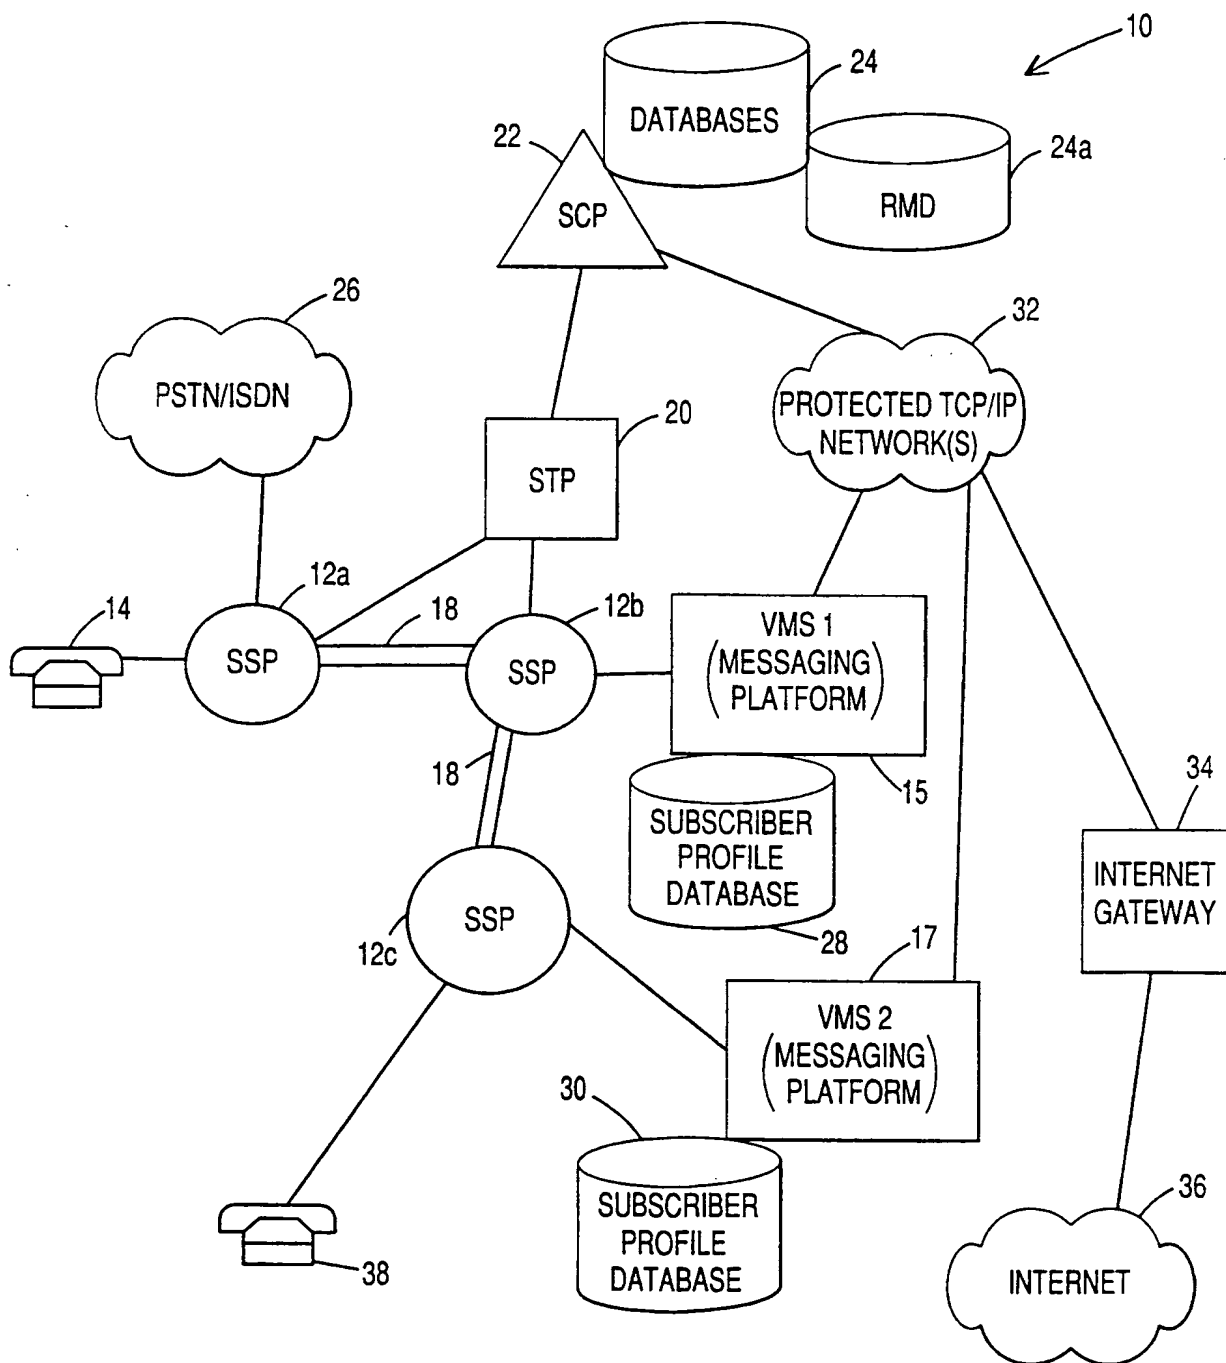 10
24
DATABASES
24a
22
RMD
SCP
26
32
PSTN/ISDN
PROTECTED TCP/IP
NETWORK(S)
20
STP
12a
14
18
12b
VMS 1
(MESSAGING
PLATFORM)
SSP
SSP
18
15
34
SUBSCRIBER
PROFILE
DATABASE
INTERNET
GATEWAY
SSP
12c
28
17
VMS 2
(MESSAGING
PLATFORM)
30
SUBSCRIBER
PROFILE
DATABASE
36
38
INTERNET